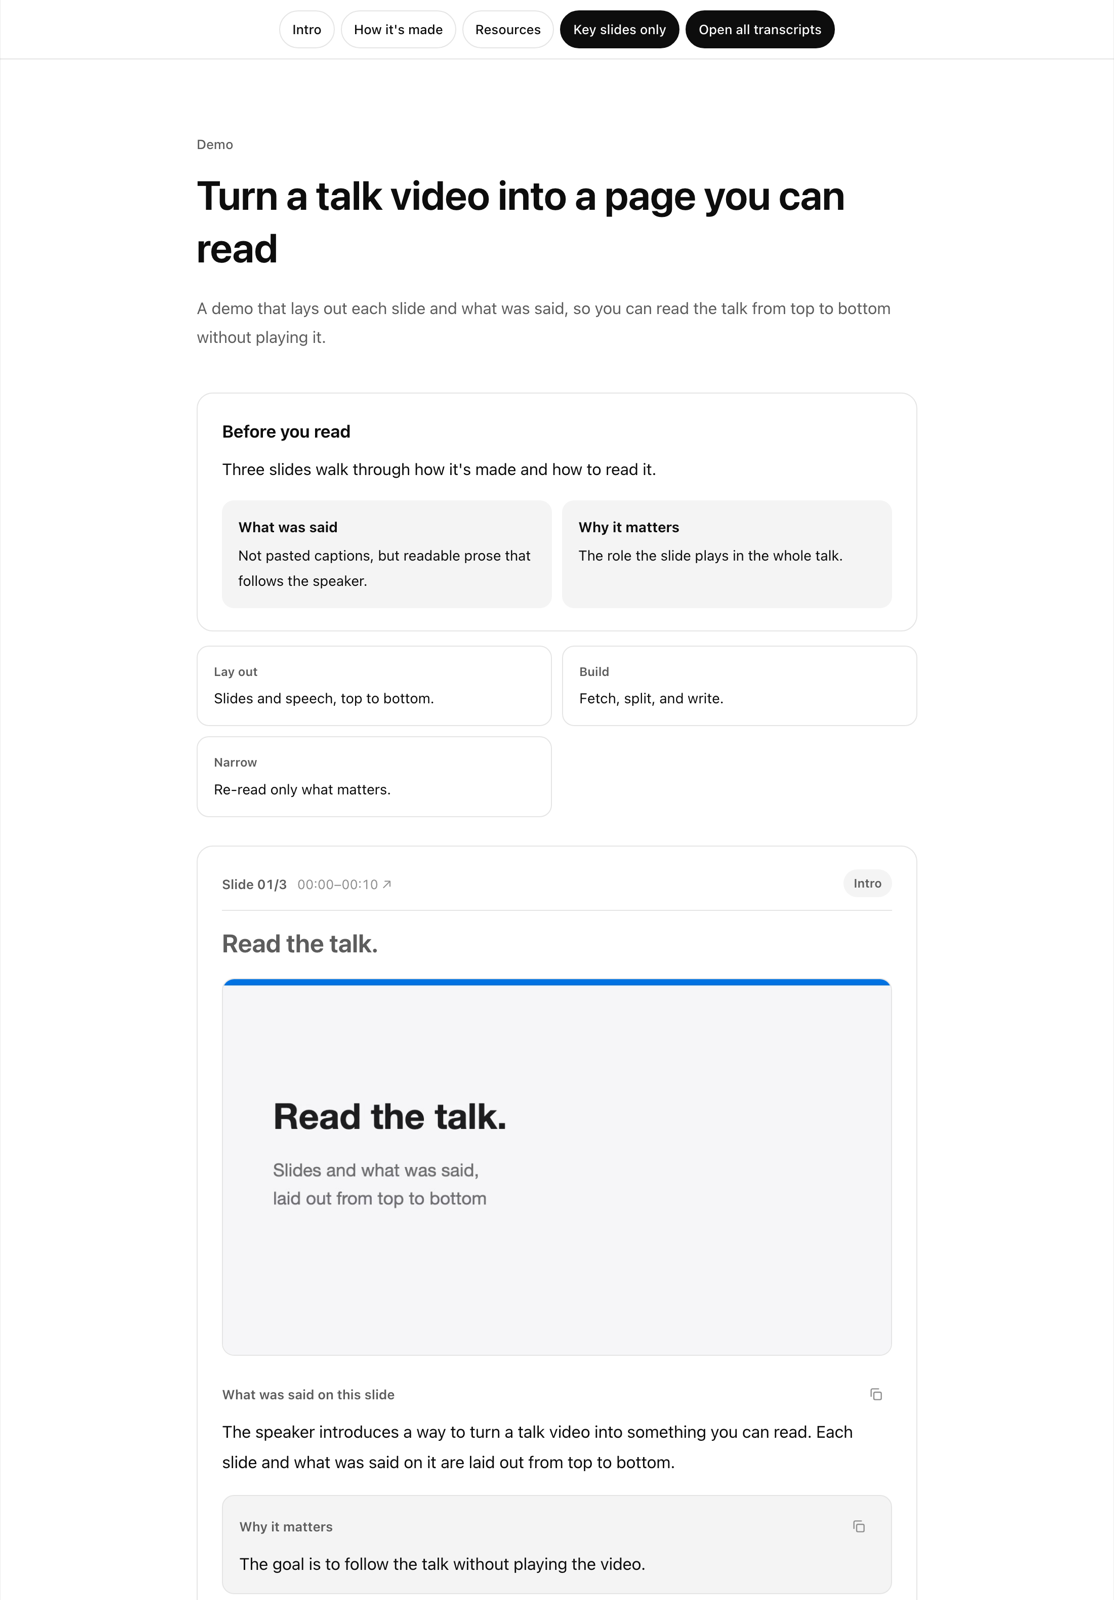 Intro
How it's made
Resources
Key slides only
Open all transcripts
Demo
Turn a talk video into a page you can
read
A demo that lays out each slide and what was said, so you can read the talk from top to bottom
without playing it.
Before you read
Three slides walk through how it's made and how to read it.
What was said
Not pasted captions, but readable prose that
follows the speaker.
Why it matters
The role the slide plays in the whole talk.
Lay out
Slides and speech, top to bottom.
Build
Fetch, split, and write.
Narrow
Re-read only what matters.
Slide 01/3 00:00–00:10 ↗
Intro
Read the talk.
Read the talk.
Slides and what was said,
laid out from top to bottom
What was said on this slide
The speaker introduces a way to turn a talk video into something you can read. Each
slide and what was said on it are laid out from top to bottom.
Why it matters
The goal is to follow the talk without playing the video.